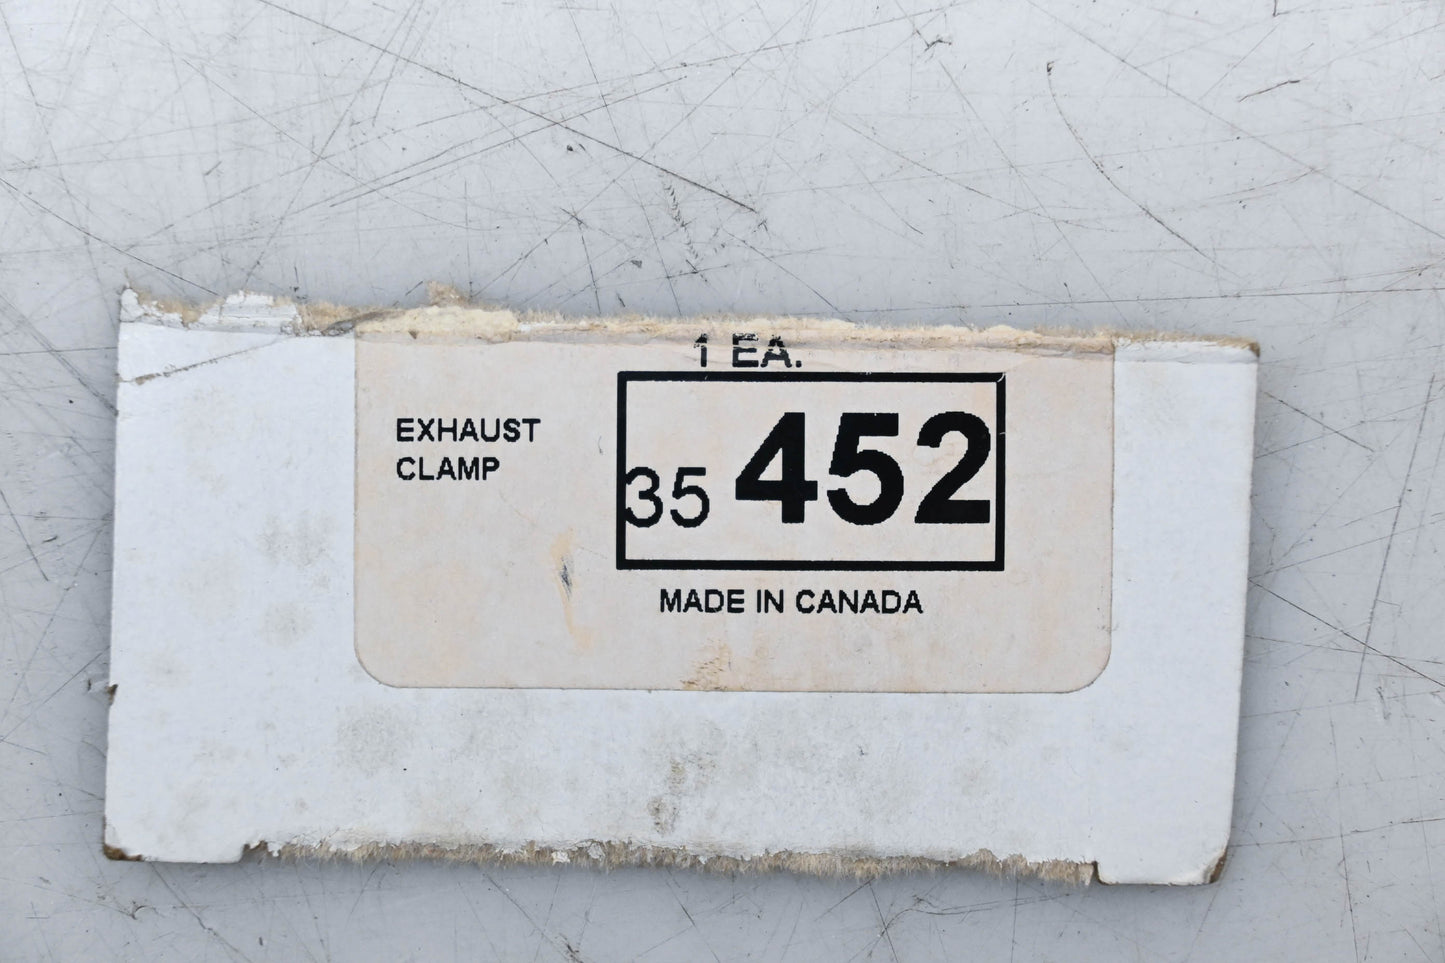 1 EA.
EXHAUST
CLAMP
35 452
MADE IN CANADA